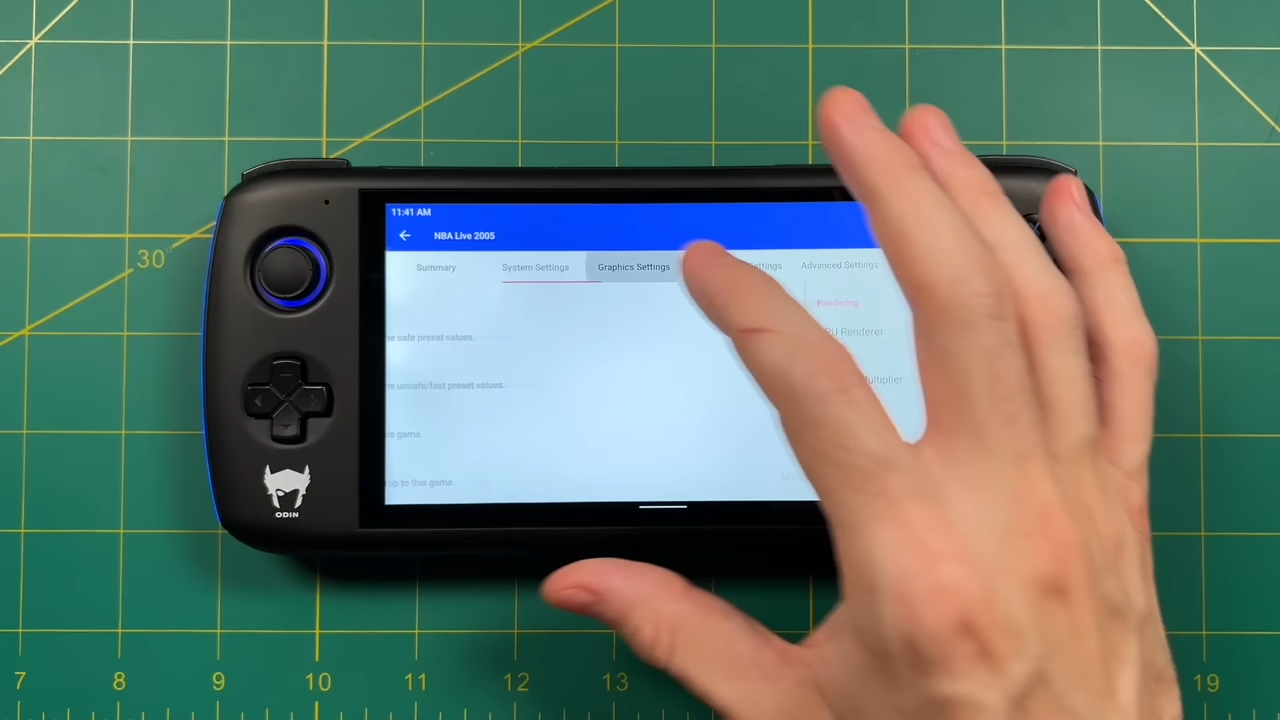 30
11:41 AM
NBA Live 2005
Summary
System Settings
Graphics Settings
Advanced Settings
Rendering
Renderer
safe preset values.
unsafe/fast preset values.
game.
to this game.
ODIN
7
8
9
10
11
12
13
19